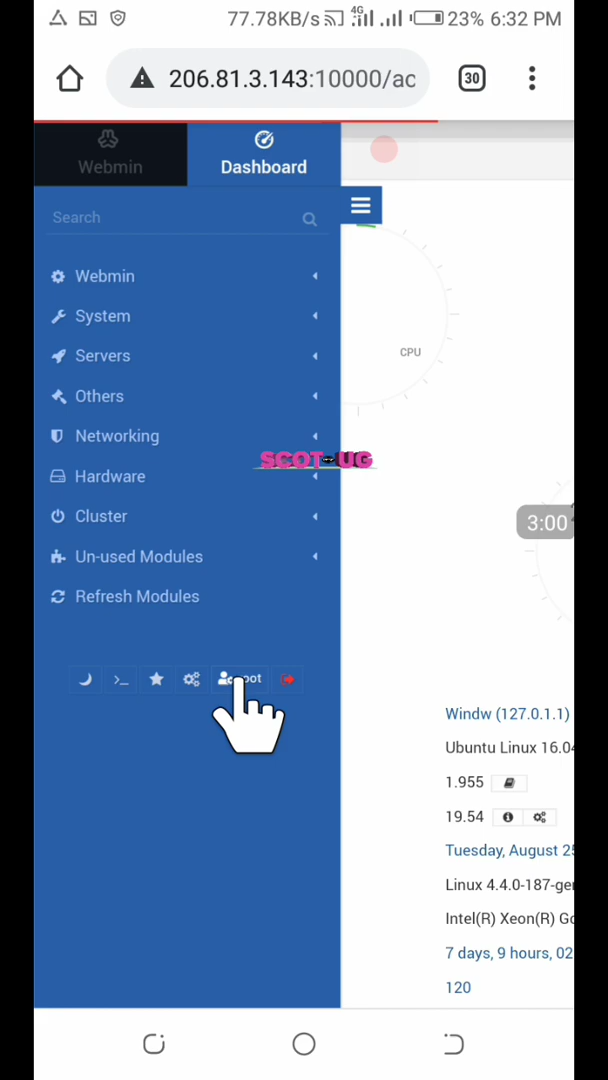 77.78KB/s 4G 23% 6:32 PM
206.81.3.143:10000/ac
30
Webmin
Dashboard
Search
Webmin
System
Servers
Others
Networking
Hardware
Cluster
Un-used Modules
Refresh Modules
CPU
SCOT UG
3:00
Windw (127.0.1.1)
Ubuntu Linux 16.04
1.955
19.54
Tuesday, August 25
Linux 4.4.0-187-ge
Intel(R) Xeon(R) Go
7 days, 9 hours, 02
120